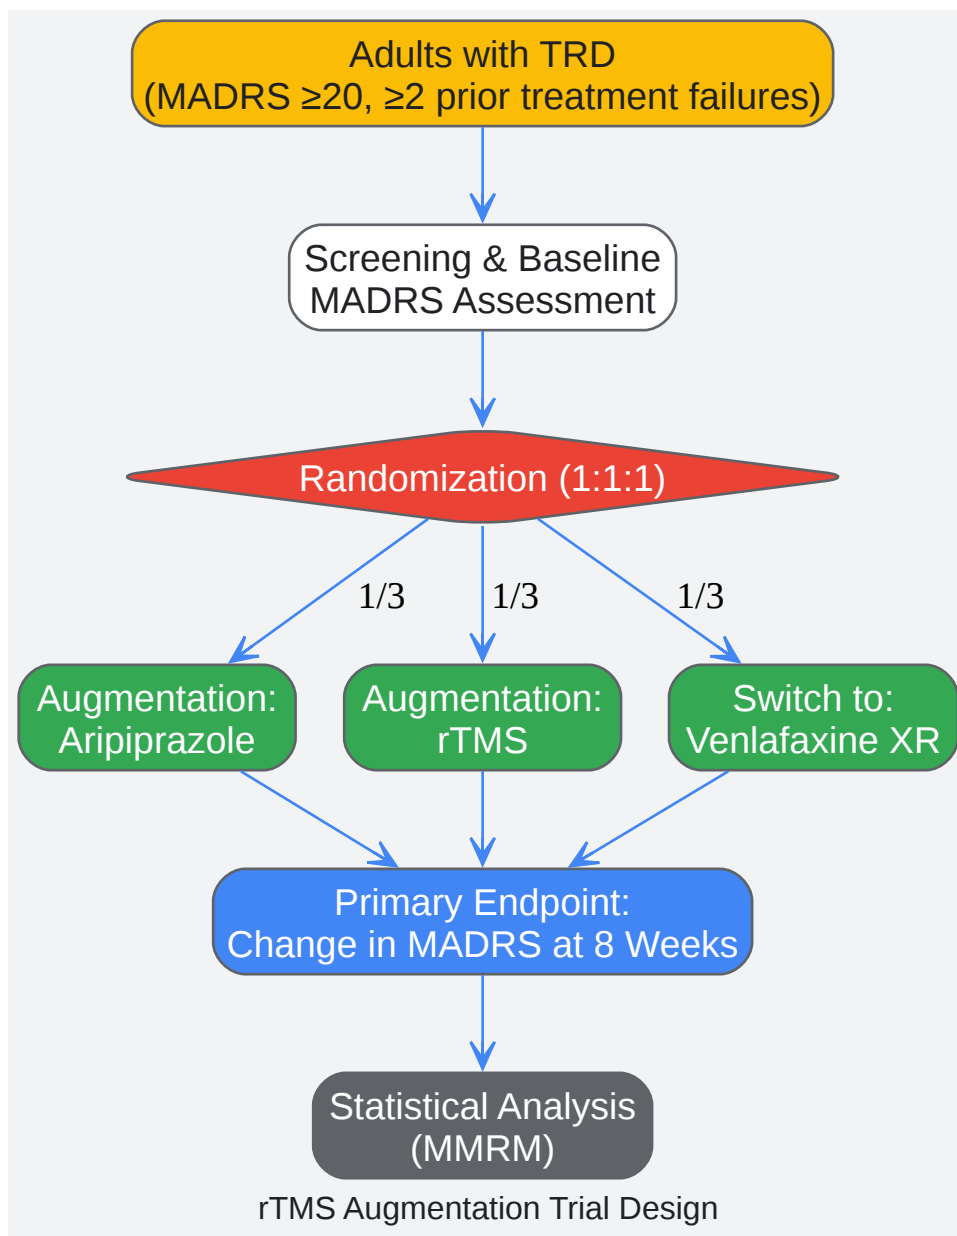 Adults with TRD
(MADRS ≥20, ≥2 prior treatment failures)
Screening & Baseline
MADRS Assessment
Randomization (1:1:1)
1/3
1/3
1/3
Augmentation:
Aripiprazole
Augmentation:
rTMS
Switch to:
Venlafaxine XR
Primary Endpoint:
Change in MADRS at 8 Weeks
Statistical Analysis
(MMRM)
rTMS Augmentation Trial Design